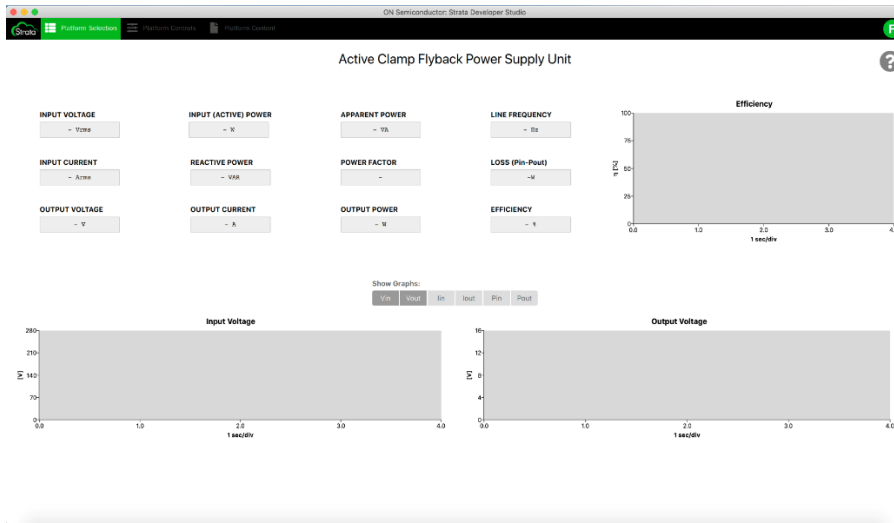 ON Semiconductor: Strata Developer Studio
Strata Platform Selection Platform Controls Platform Content
Active Clamp Flyback Power Supply Unit
?
INPUT VOLTAGE INPUT (ACTIVE) POWER APPARENT POWER LINE FREQUENCY
- Vrms - W - VA - Hz
INPUT CURRENT REACTIVE POWER POWER FACTOR LOSS (Pin-Pout)
- Arms - VAR - -W
OUTPUT VOLTAGE OUTPUT CURRENT OUTPUT POWER EFFICIENCY
- V - A - W - %
Efficiency
η [%]
100
75
50
25
0
0.0 1.0 2.0 3.0 4.
1 sec/div
Show Graphs:
Vin Vout Iin Iout Pin Pout
Input Voltage
[V]
280
210
140
70
0
0.0 1.0 2.0 3.0 4.0
1 sec/div
Output Voltage
[V]
16
12
8
4
0
0.0 1.0 2.0 3.0 4.0
1 sec/div